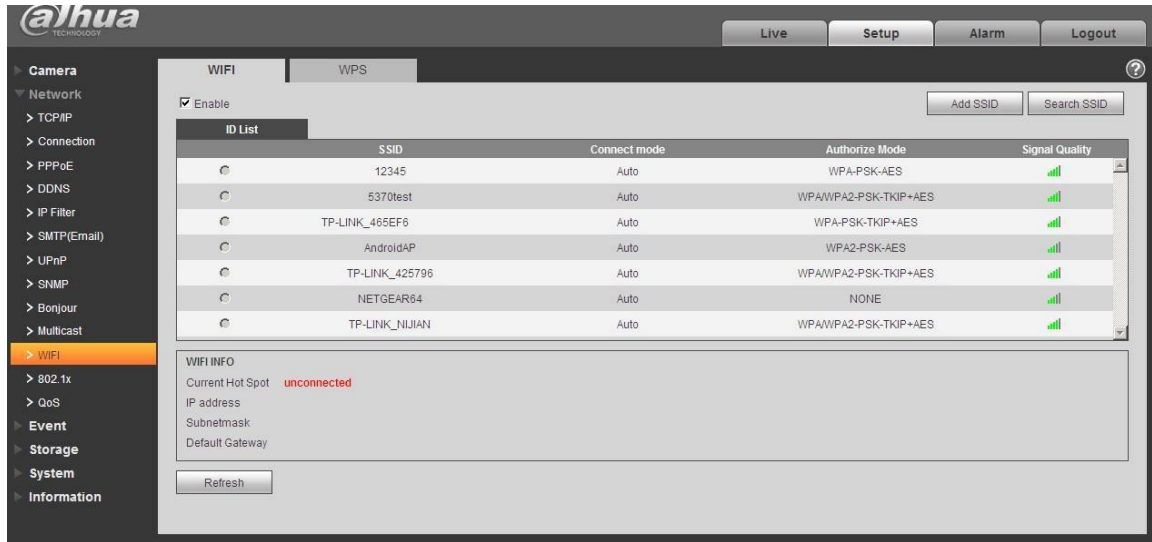 alhua
TECHNOLOGY
Live Setup Alarm Logout
Camera
Network
> TCP/IP
> Connection
> PPPoE
> DDNS
> IP Filter
> SMTP(Email)
> UPnP
> SNMP
> Bonjour
> Multicast
> WIFI
> 802.1x
> QoS
Event
Storage
System
Information
WIFI WPS ?
Enable Add SSID Search SSID
ID List
SSID Connect mode Authorize Mode Signal Quality
12345 Auto WPA-PSK-AES
5370test Auto WPA/WPA2-PSK-TKIP+AES
TP-LINK_465EF6 Auto WPA-PSK-TKIP+AES
AndroidAP Auto WPA2-PSK-AES
TP-LINK_425796 Auto WPA/WPA2-PSK-TKIP+AES
NETGEAR64 Auto NONE
TP-LINK_NIJIAN Auto WPA/WPA2-PSK-TKIP+AES
WIFI INFO
Current Hot Spot unconnected
IP address
Subnetmask
Default Gateway
Refresh